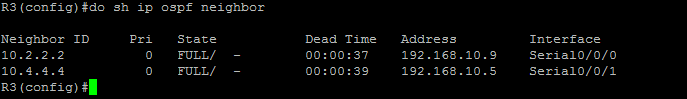 R3(config)#do sh ip ospf neighbor
Neighbor ID     Pri   State           Dead Time   Address         Interface
10.2.2.2          0   FULL/  -        00:00:37    192.168.10.9    Serial0/0/0
10.4.4.4          0   FULL/  -        00:00:39    192.168.10.5    Serial0/0/1
R3(config)#